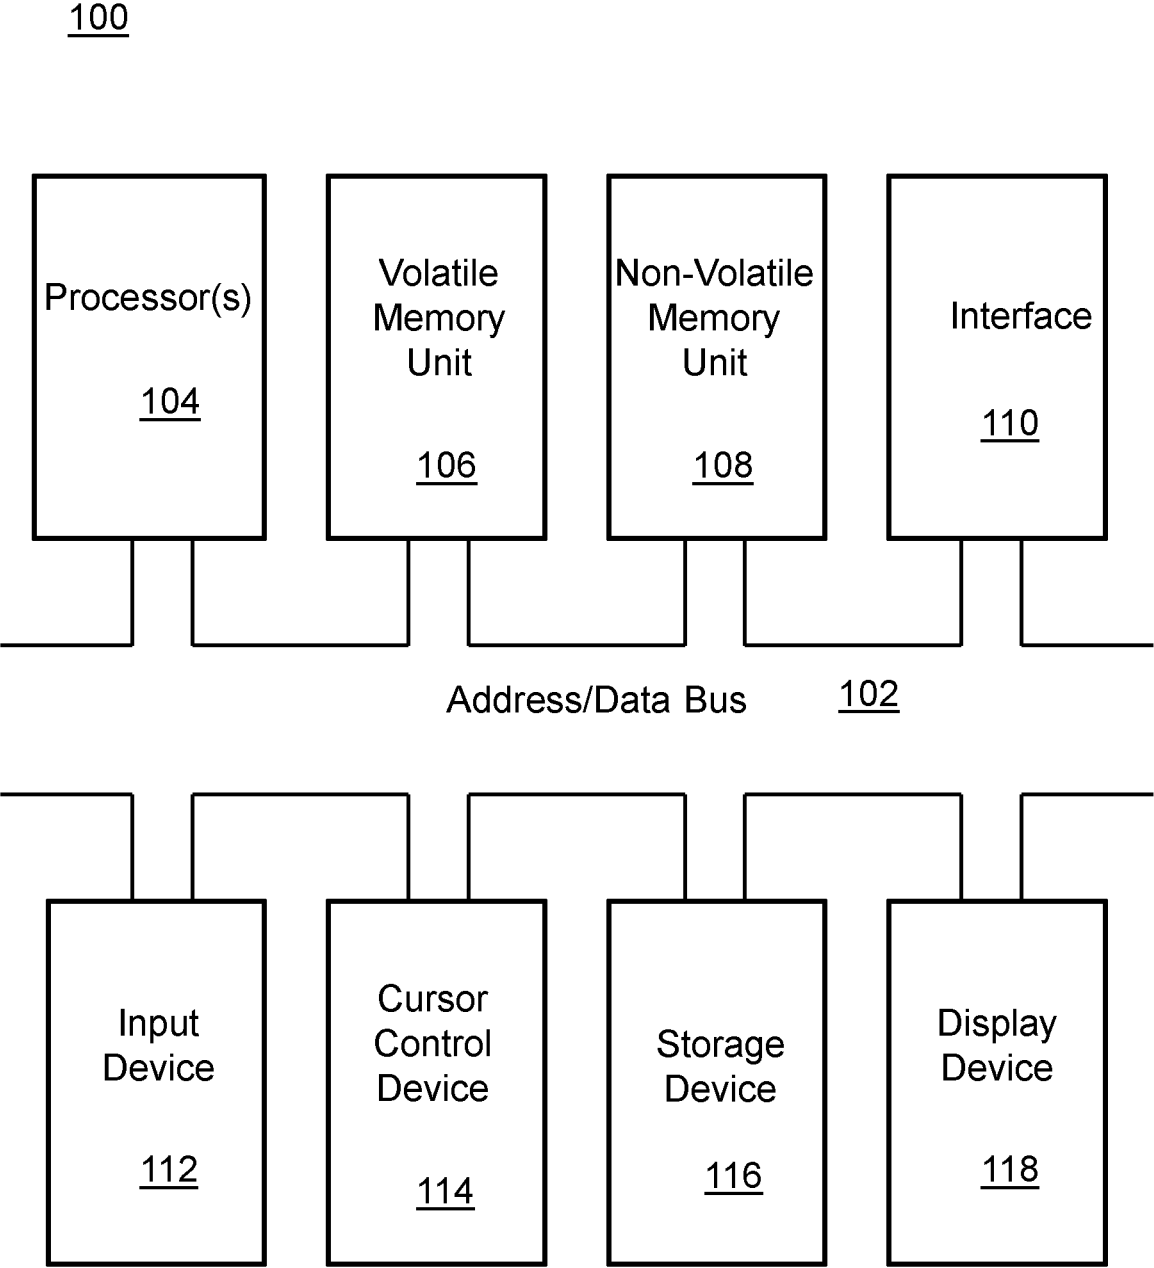 100
Processor(s)
104
Volatile
Memory
Unit
106
Non-Volatile
Memory
Unit
108
Interface
110
Address/Data Bus 102
Input
Device
112
Cursor
Control
Device
114
Storage
Device
116
Display
Device
118